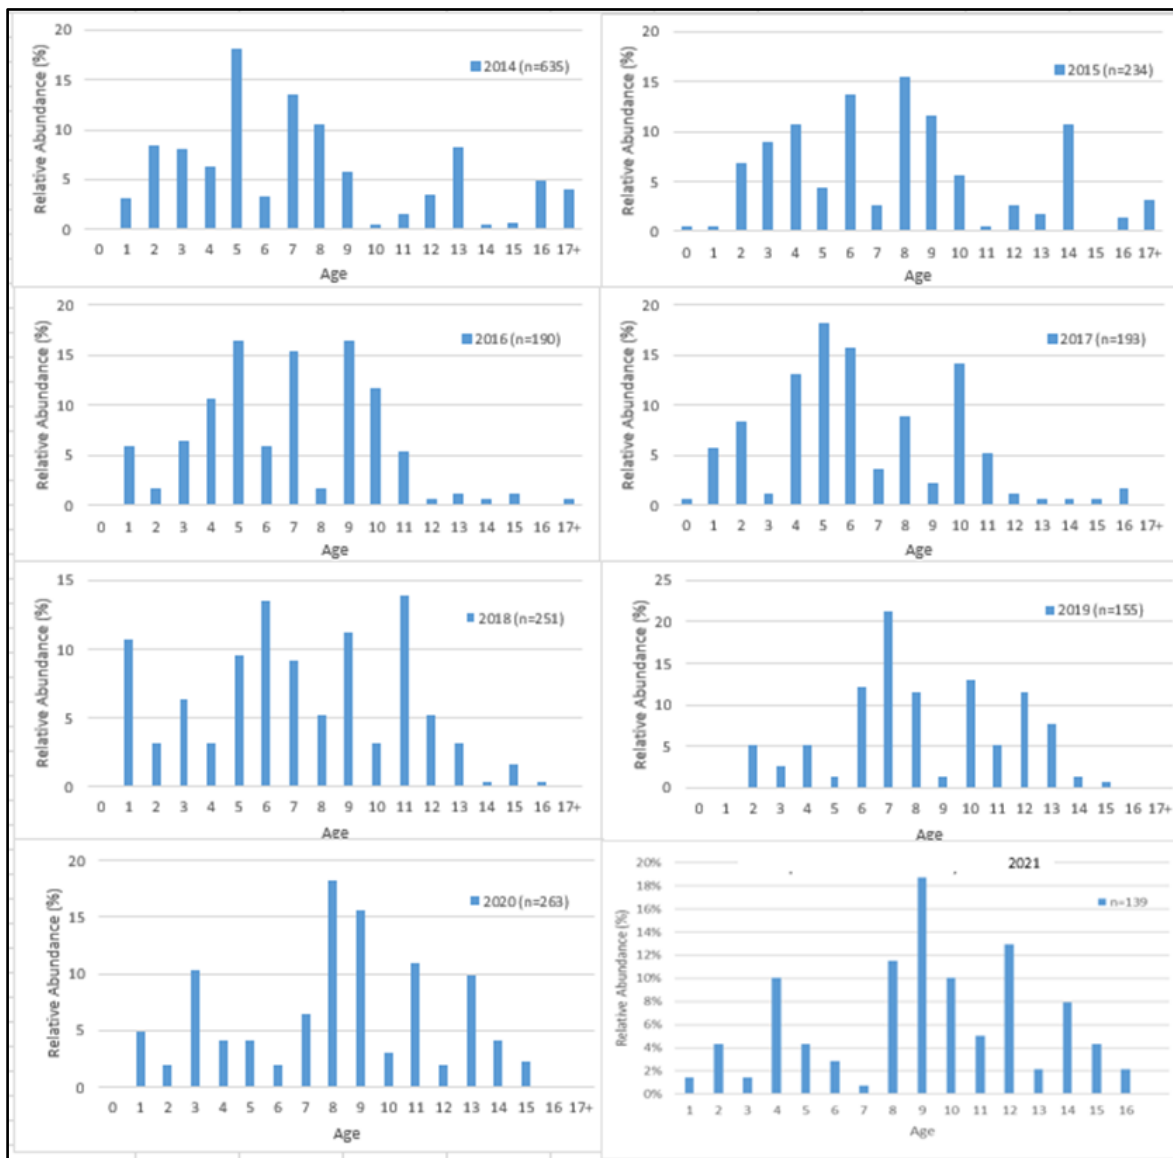 20
15
10
5
0
Relative Abundance (%)
2014 (n=635)
0 1 2 3 4 5 6 7 8 9 10 11 12 13 14 15 16 17+
Age
20
15
10
5
0
Relative Abundance (%)
2015 (n=234)
0 1 2 3 4 5 6 7 8 9 10 11 12 13 14 15 16 17+
Age
20
15
10
5
0
Relative Abundance (%)
2016 (n=190)
0 1 2 3 4 5 6 7 8 9 10 11 12 13 14 15 16 17+
Age
20
15
10
5
0
Relative Abundance (%)
2017 (n=193)
0 1 2 3 4 5 6 7 8 9 10 11 12 13 14 15 16 17+
Age
15
10
5
0
Relative Abundance (%)
2018 (n=251)
0 1 2 3 4 5 6 7 8 9 10 11 12 13 14 15 16 17+
Age
25
20
15
10
5
0
Relative Abundance (%)
2019 (n=155)
0 1 2 3 4 5 6 7 8 9 10 11 12 13 14 15 16 17+
Age
20
15
10
5
0
Relative Abundance (%)
2020 (n=263)
0 1 2 3 4 5 6 7 8 9 10 11 12 13 14 15 16 17+
Age
2021
20%
18%
16%
14%
12%
10%
8%
6%
4%
2%
0%
Relative Abundance (%)
n=139
1 2 3 4 5 6 7 8 9 10 11 12 13 14 15 16
Age